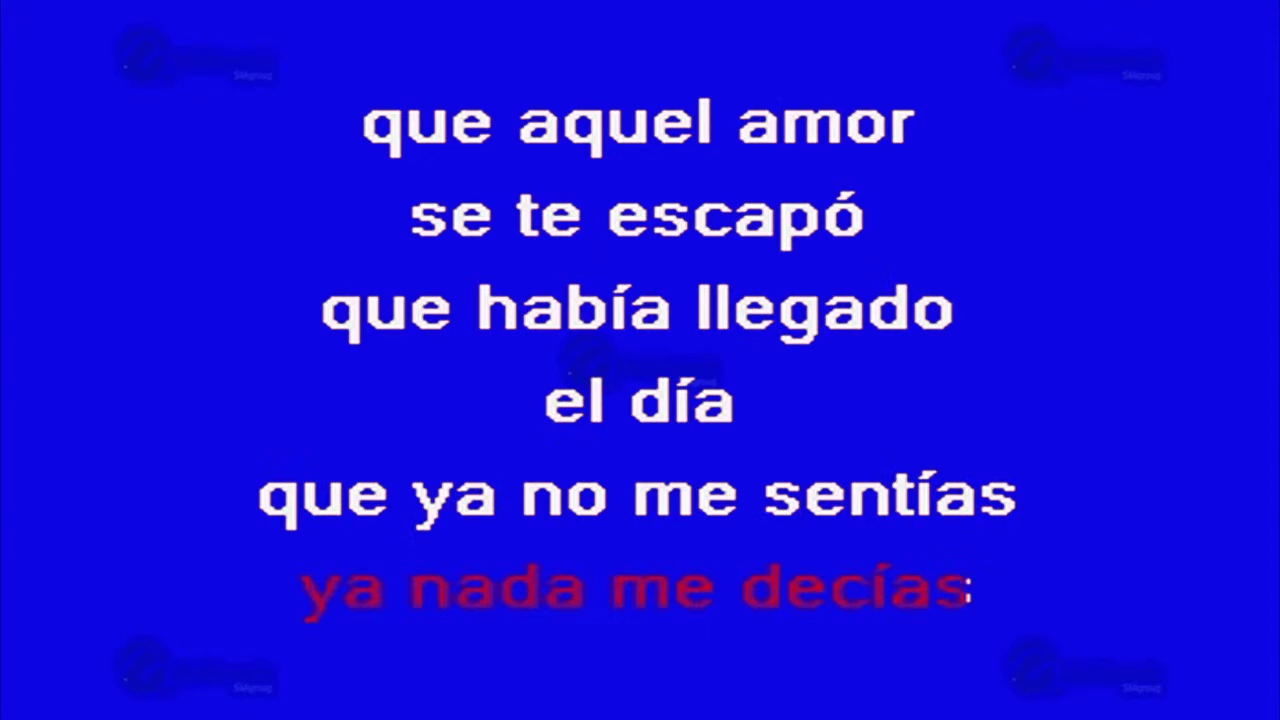 que aquel amor
se te escapó
que había llegado
el día
que ya no me sentías
ya nada me decías